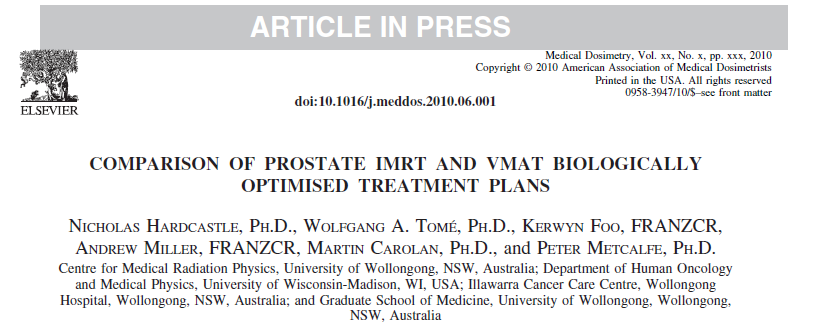 ARTICLE IN PRESS
Medical Dosimetry, Vol. xx, No. x, pp. xxx, 2010
Copyright © 2010 American Association of Medical Dosimetrists
Printed in the USA. All rights reserved
0958-3947/10/$–see front matter
ELSEVIER
doi:10.1016/j.meddos.2010.06.001
COMPARISON OF PROSTATE IMRT AND VMAT BIOLOGICALLY
OPTIMISED TREATMENT PLANS
NICHOLAS HARDCASTLE, PH.D., WOLFGANG A. TOMÉ, PH.D., KERWYN FOO, FRANZCR,
ANDREW MILLER, FRANZCR, MARTIN CAROLAN, PH.D., and PETER METCALFE, PH.D.
Centre for Medical Radiation Physics, University of Wollongong, NSW, Australia; Department of Human Oncology
and Medical Physics, University of Wisconsin-Madison, WI, USA; Illawarra Cancer Care Centre, Wollongong
Hospital, Wollongong, NSW, Australia; and Graduate School of Medicine, University of Wollongong, Wollongong,
NSW, Australia